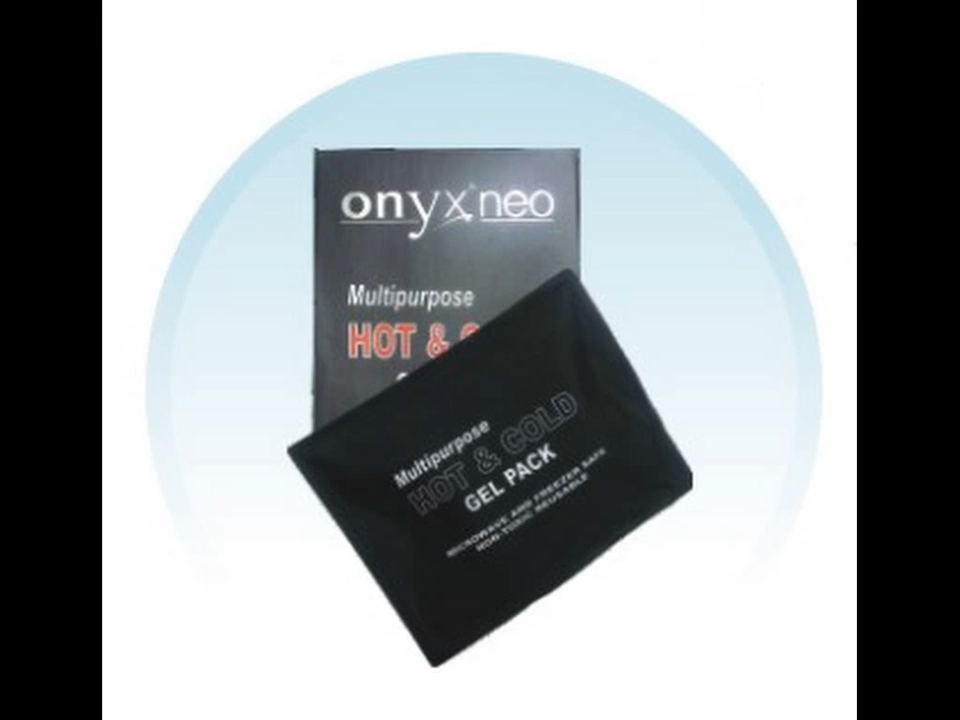 onyx neo
Multipurpose
HOT &
Multipurpose
HOT & COLD
GEL PACK
MICROWAVE AND FREEZER SAFE
NON-TOXIC REUSABLE